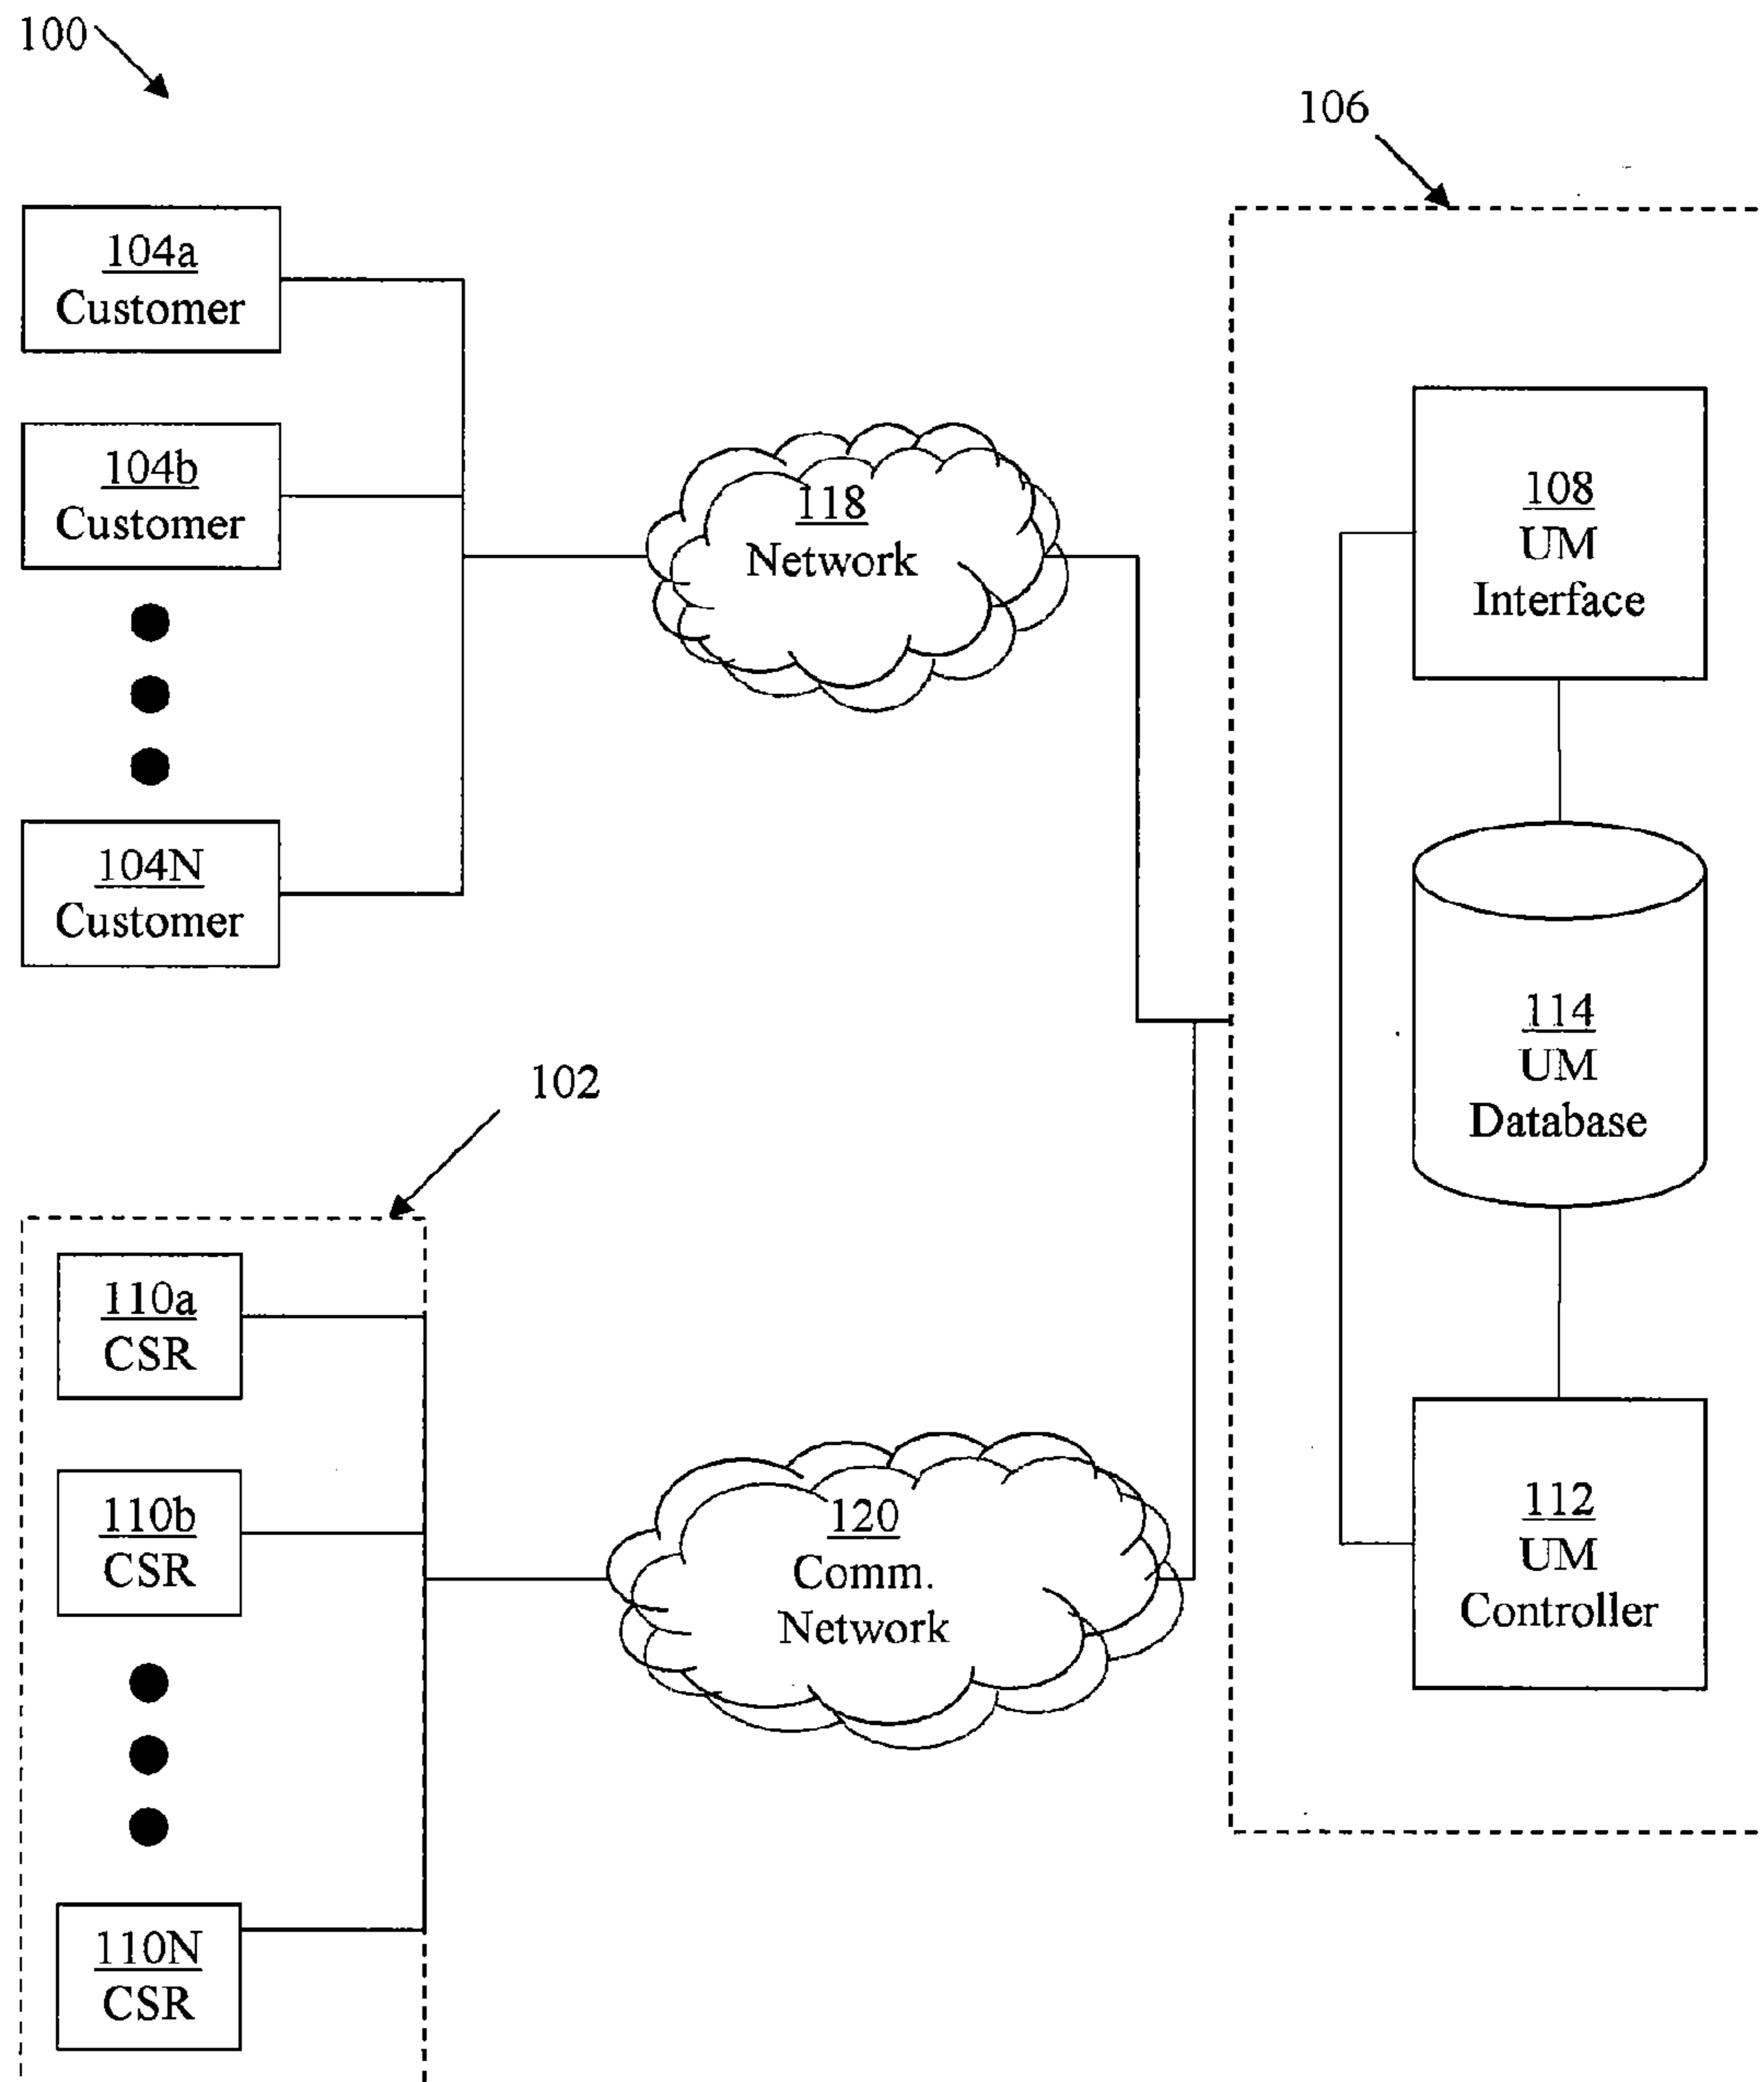 100
106
104a
Customer
104b
Customer
118
Network
108
UM
Interface
104N
Customer
114
UM
Database
102
110a
CSR
110b
CSR
120
Comm.
Network
112
UM
Controller
110N
CSR